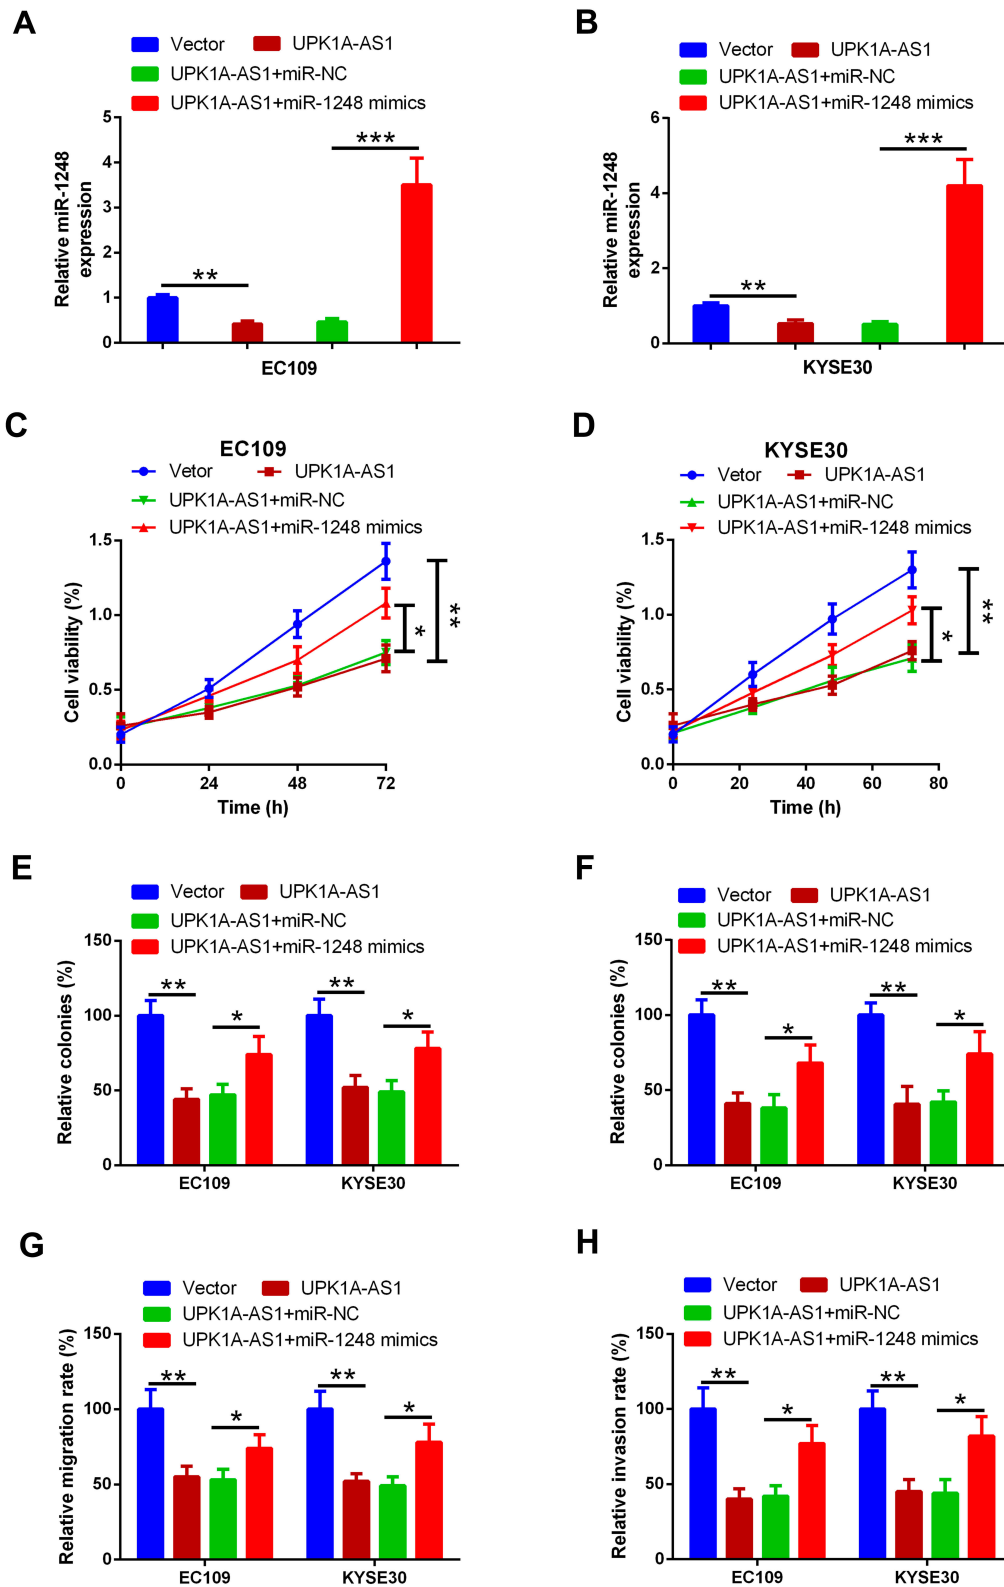 A
Vector UPK1A-AS1
UPK1A-AS1+miR-NC
UPK1A-AS1+miR-1248 mimics
Relative miR-1248
expression
5
4
3
2
1
0
***
**
EC109
B
Vector UPK1A-AS1
UPK1A-AS1+miR-NC
UPK1A-AS1+miR-1248 mimics
Relative miR-1248
expression
6
4
2
0
***
**
KYSE30
C
EC109
Vetor UPK1A-AS1
UPK1A-AS1+miR-NC
UPK1A-AS1+miR-1248 mimics
Cell viability (%)
1.5
1.0
0.5
0.0
*
**
0 24 48 72
Time (h)
D
KYSE30
Vetor UPK1A-AS1
UPK1A-AS1+miR-NC
UPK1A-AS1+miR-1248 mimics
Cell viability (%)
1.5
1.0
0.5
0.0
*
**
0 20 40 60 80
Time (h)
E
Vector UPK1A-AS1
UPK1A-AS1+miR-NC
UPK1A-AS1+miR-1248 mimics
Relative colonies (%)
150
100
50
0
** * ** *
EC109 KYSE30
F
Vector UPK1A-AS1
UPK1A-AS1+miR-NC
UPK1A-AS1+miR-1248 mimics
Relative colonies (%)
150
100
50
0
** * ** *
EC109 KYSE30
G
Vector UPK1A-AS1
UPK1A-AS1+miR-NC
UPK1A-AS1+miR-1248 mimics
Relative migration rate (%)
150
100
50
0
** * ** *
EC109 KYSE30
H
Vector UPK1A-AS1
UPK1A-AS1+miR-NC
UPK1A-AS1+miR-1248 mimics
Relative invasion rate (%)
150
100
50
0
** * ** *
EC109 KYSE30